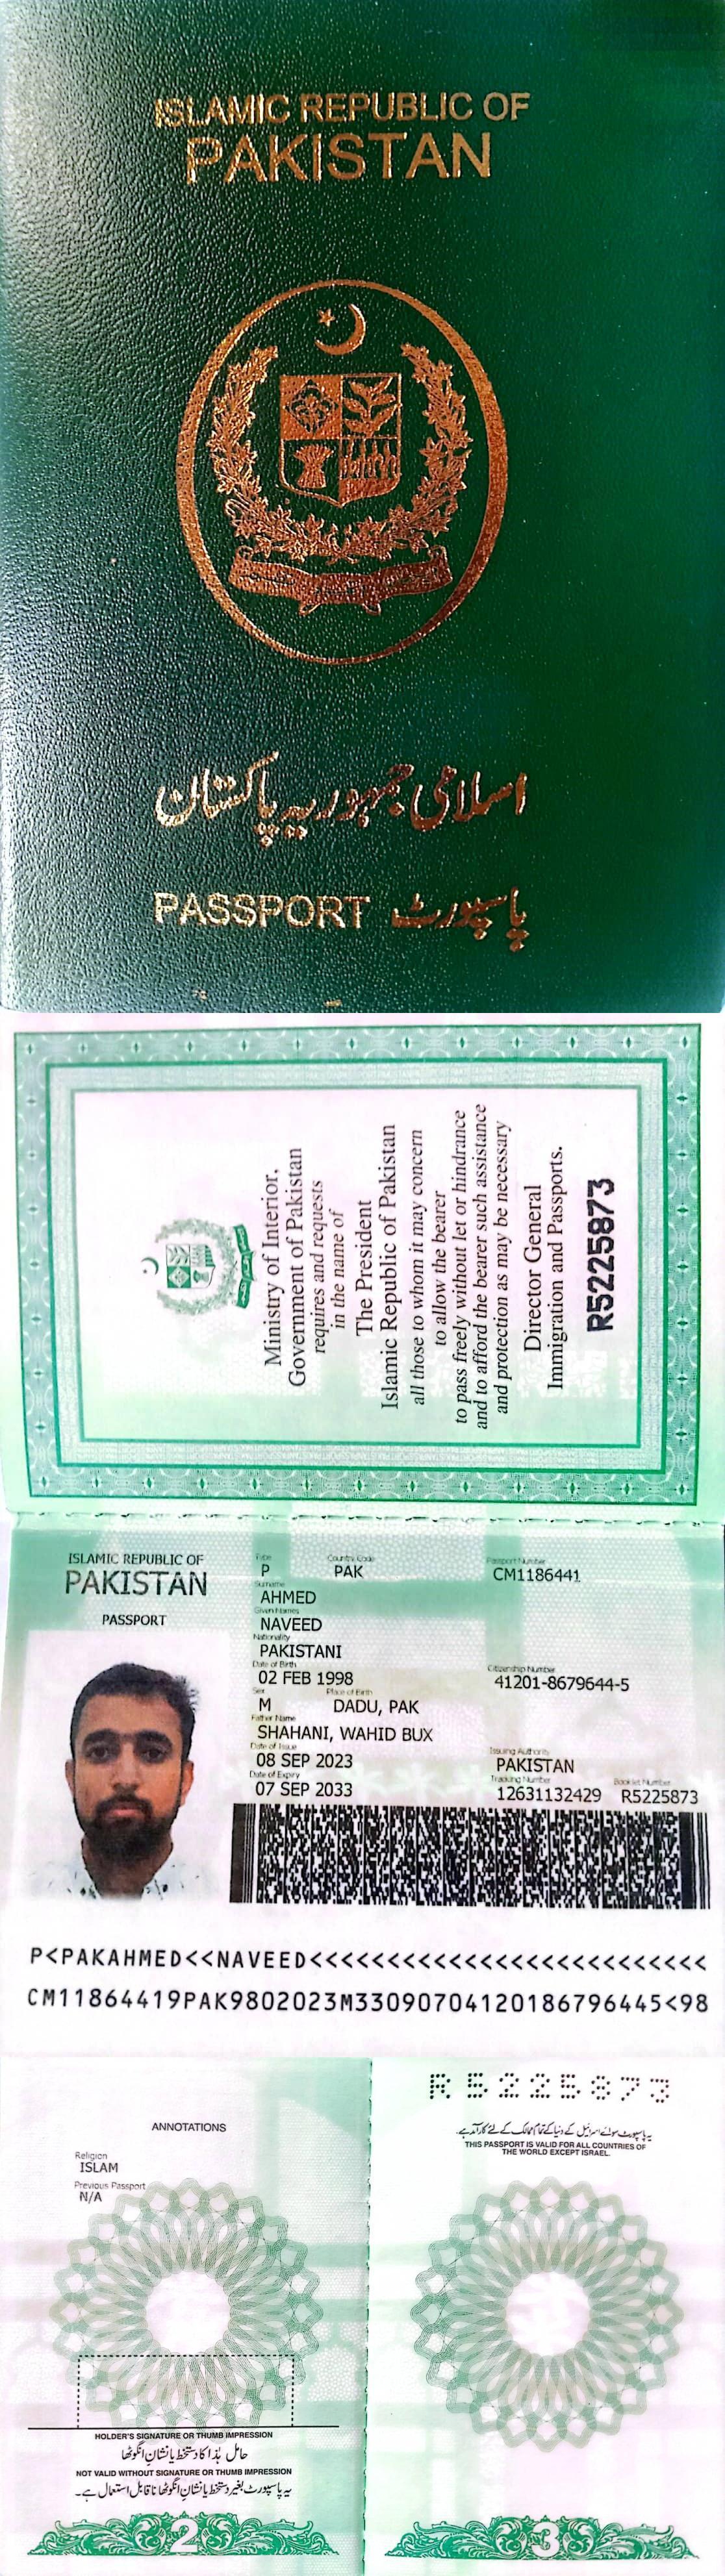 ISLAMIC REPUBLIC OF
PAKISTAN
اسلامی جمہوریہ پاکستان
PASSPORT پاسپورٹ
Ministry of Interior,
Government of Pakistan
requires and requests
in the name of
The President
Islamic Republic of Pakistan
all those to whom it may concern
to allow the bearer
to pass freely without let or hindrance
and to afford the bearer such assistance
and protection as may be necessary
Director General
Immigration and Passports.
R5225873
ISLAMIC REPUBLIC OF
PAKISTAN
PASSPORT
Type Country Code Passport Number
P PAK CM1186441
Surname
AHMED
Given Names
NAVEED
Nationality
PAKISTANI
Date of Birth Citizenship Number
02 FEB 1998 41201-8679644-5
Sex Place of Birth
M DADU, PAK
Father Name
SHAHANI, WAHID BUX
Date of Issue Issuing Authority
08 SEP 2023 PAKISTAN
Date of Expiry Tracking Number Booklet Number
07 SEP 2033 12631132429 R5225873
P<PAKAHMED<<NAVEED<<<<<<<<<<<<<<<<<<<<<<<<<<
CM11864419PAK9802023M33090704120186796445<98
ANNOTATIONS
Religion
ISLAM
Previous Passport
N/A
HOLDER'S SIGNATURE OR THUMB IMPRESSION
حامل ہٰذا کا دستخط یا نشان انگوٹھا
NOT VALID WITHOUT SIGNATURE OR THUMB IMPRESSION
یہ پاسپورٹ بغیر دستخط یا نشان انگوٹھا ناقابل استعمال ہے۔
2
R5225873
یہ پاسپورٹ سوائے اسرائیل کے دنیا کے تمام ممالک کے لئے کارآمد ہے۔
THIS PASSPORT IS VALID FOR ALL COUNTRIES OF
THE WORLD EXCEPT ISRAEL.
3